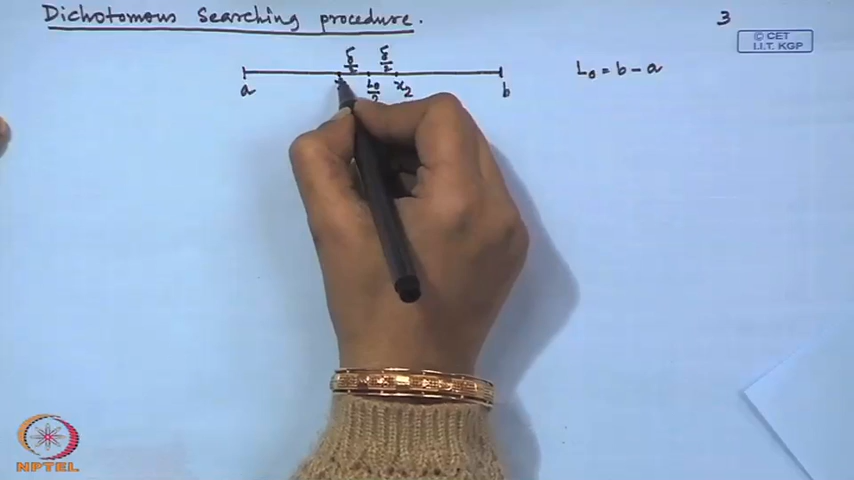 Dichotomous Searching procedure.
3
© CET
I.I.T. KGP
δ/2 δ/2
a L₀/2 x₂ b
L₀ = b - a
NPTEL